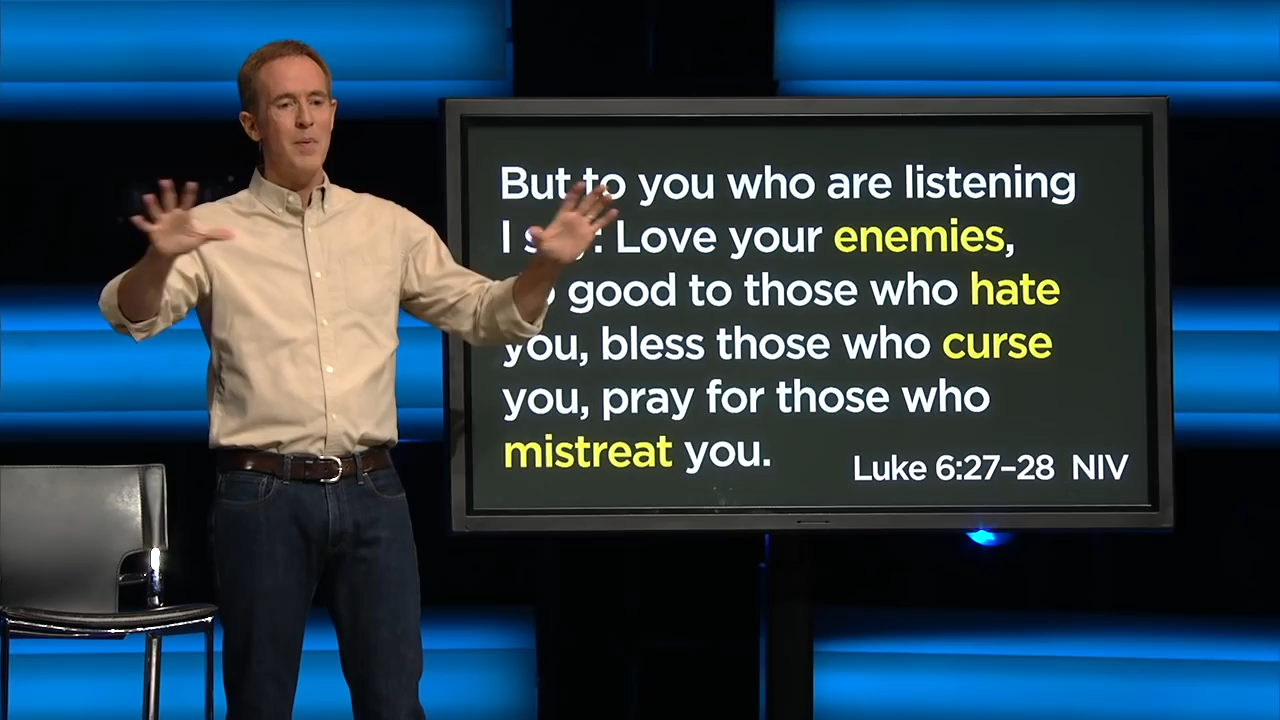 But to you who are listening
I : Love your enemies,
good to those who hate
you, bless those who curse
you, pray for those who
mistreat you.
Luke 6:27–28 NIV